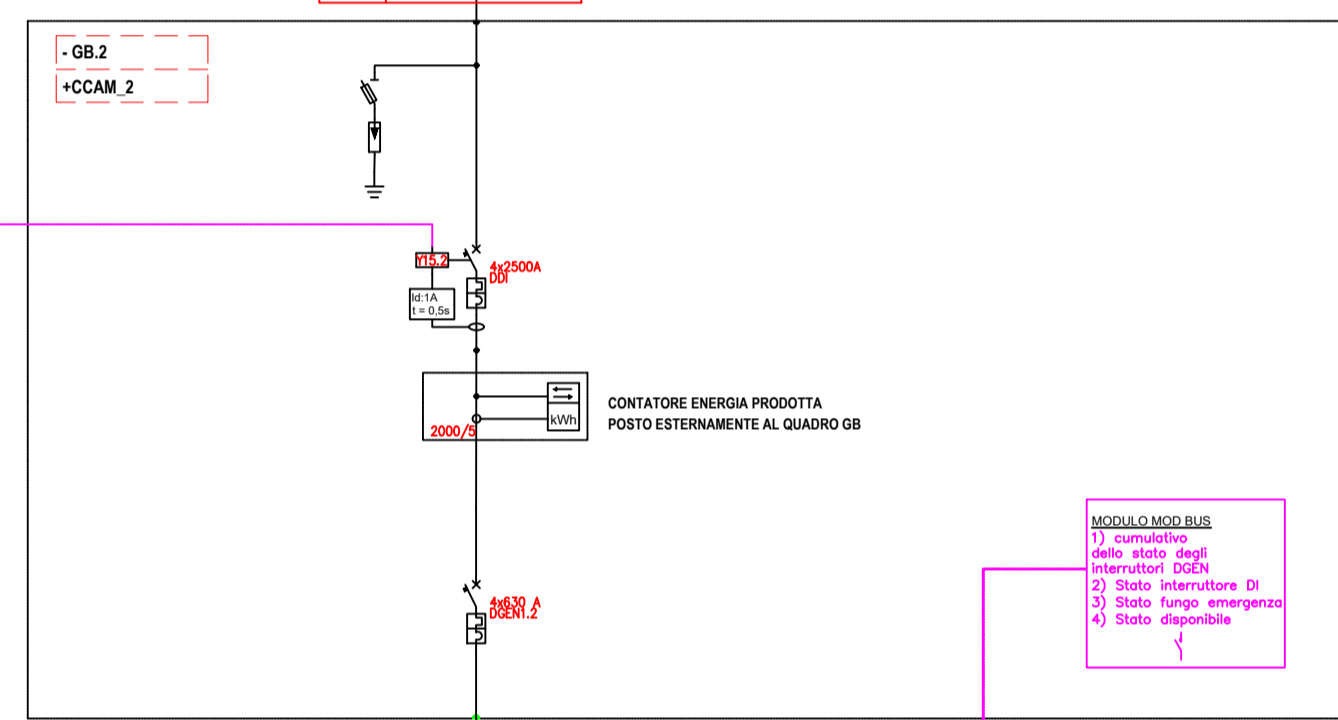 - GB.2
+CCAM_2
Y15.2
4x2500A
DDI
Id:1A
t = 0,5s
kWh
2000/5
CONTATORE ENERGIA PRODOTTA
POSTO ESTERNAMENTE AL QUADRO GB
4x630 A
DGEN1.2
MODULO MOD BUS
1) cumulativo
dello stato degli
interruttori DGEN
2) Stato interruttore DI
3) Stato fungo emergenza
4) Stato disponibile